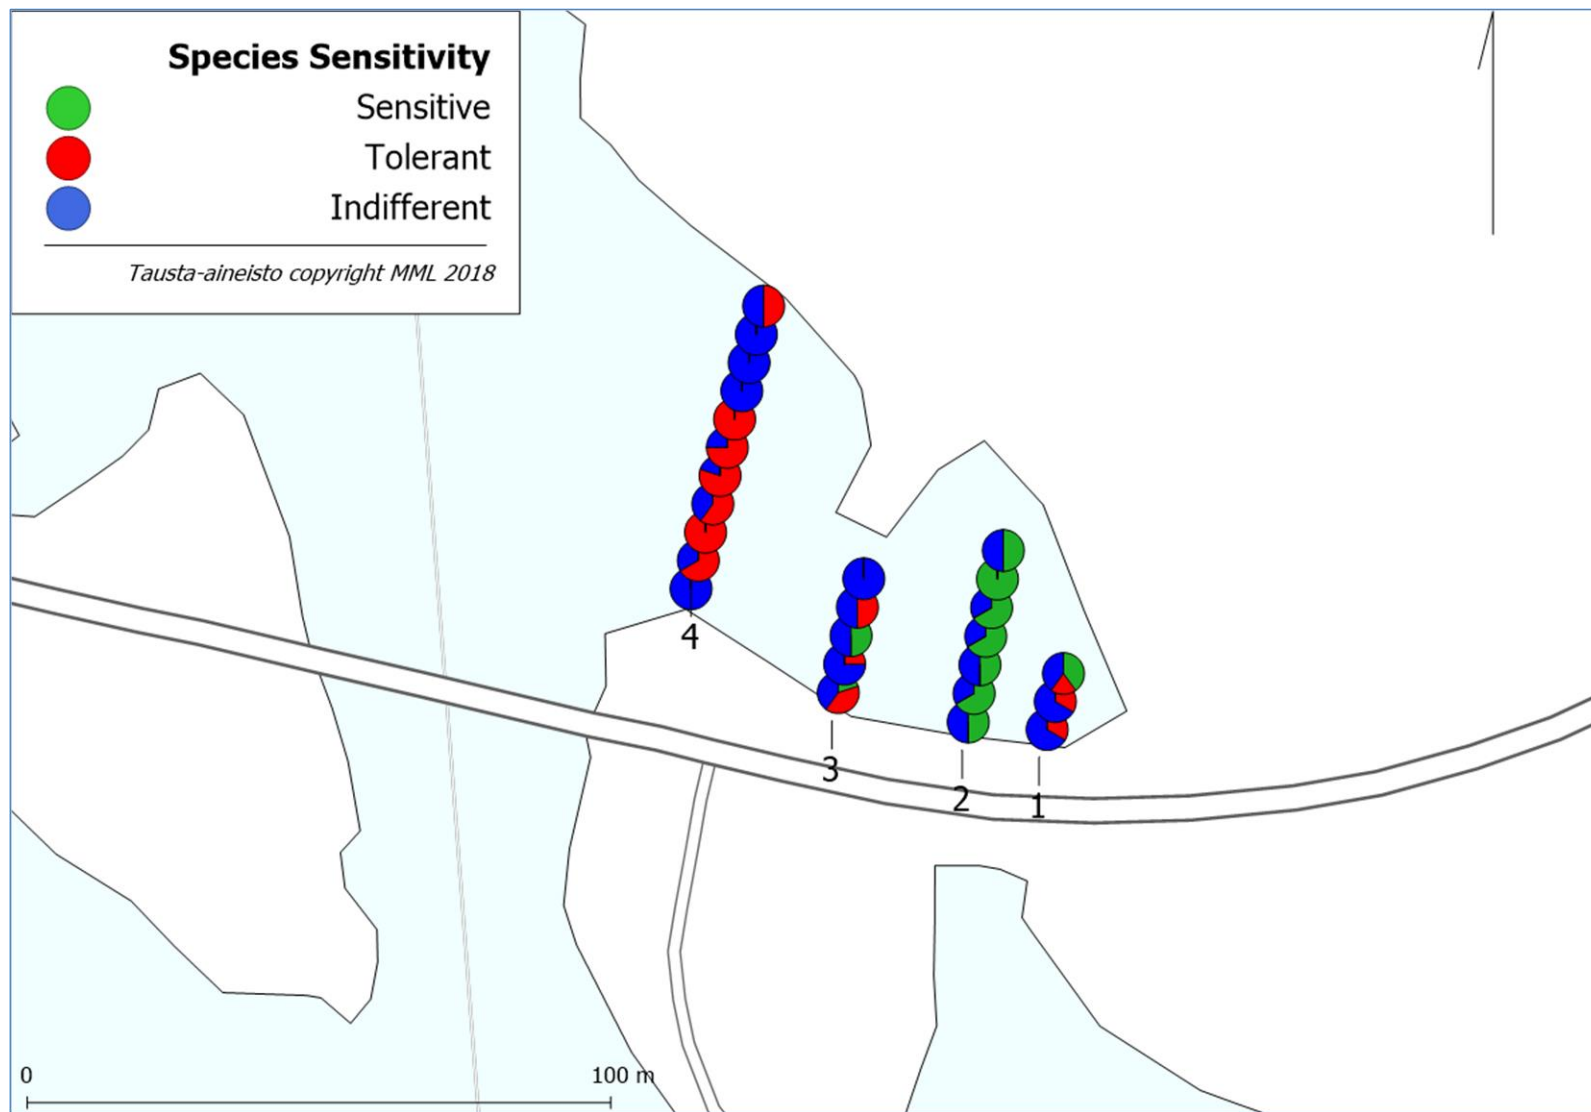 Species Sensitivity
Sensitive
Tolerant
Indifferent
Tausta-aineisto copyright MML 2018
4
3
2
1
0
100 m